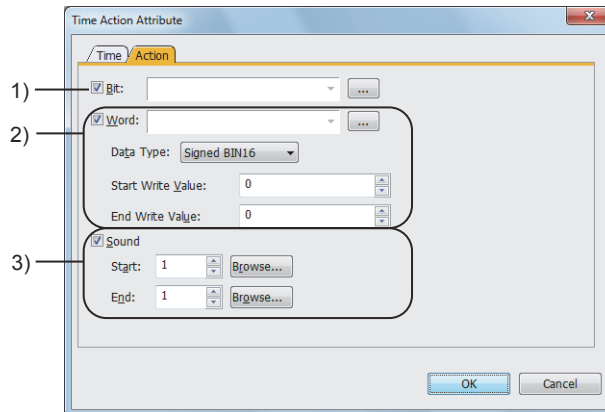 Time Action Attribute
Time Action
1) Bit: ...
2) Word: ...
Data Type: Signed BIN16
Start Write Value: 0
End Write Value: 0
3) Sound
Start: 1 Browse...
End: 1 Browse...
OK Cancel